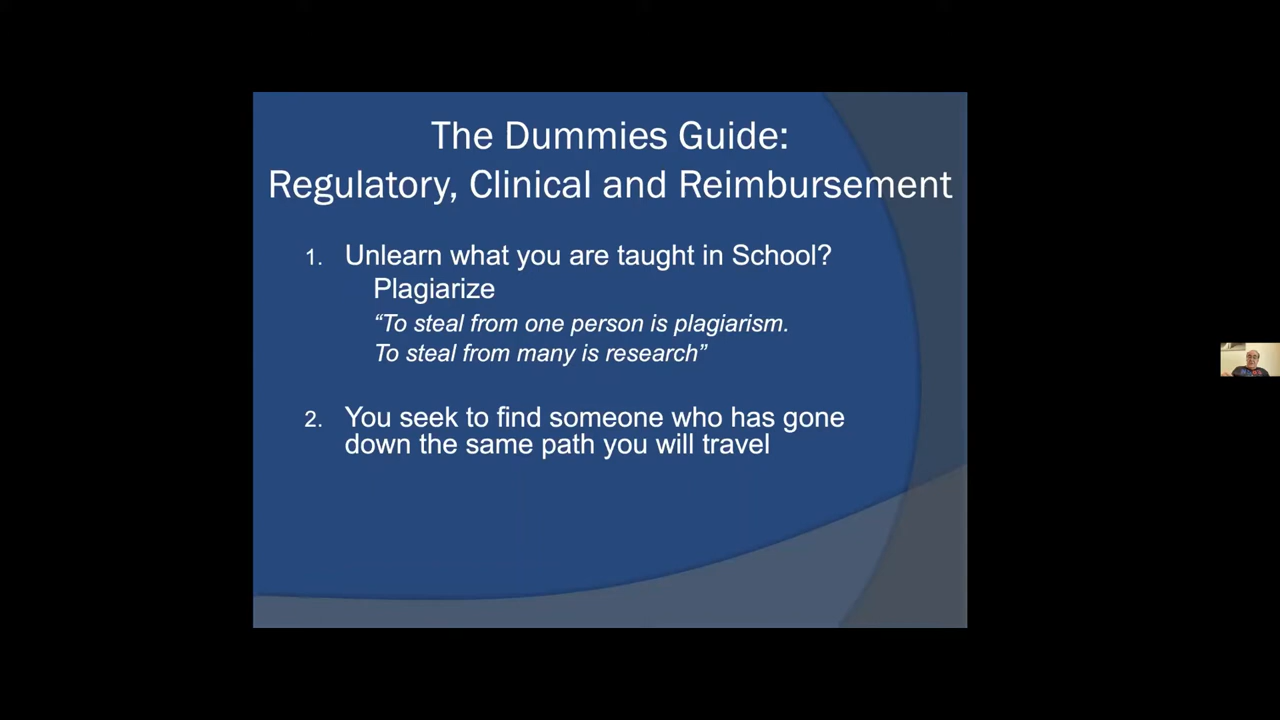 The Dummies Guide:
Regulatory, Clinical and Reimbursement
1. Unlearn what you are taught in School?
Plagiarize
“To steal from one person is plagiarism.
To steal from many is research”
2. You seek to find someone who has gone
down the same path you will travel